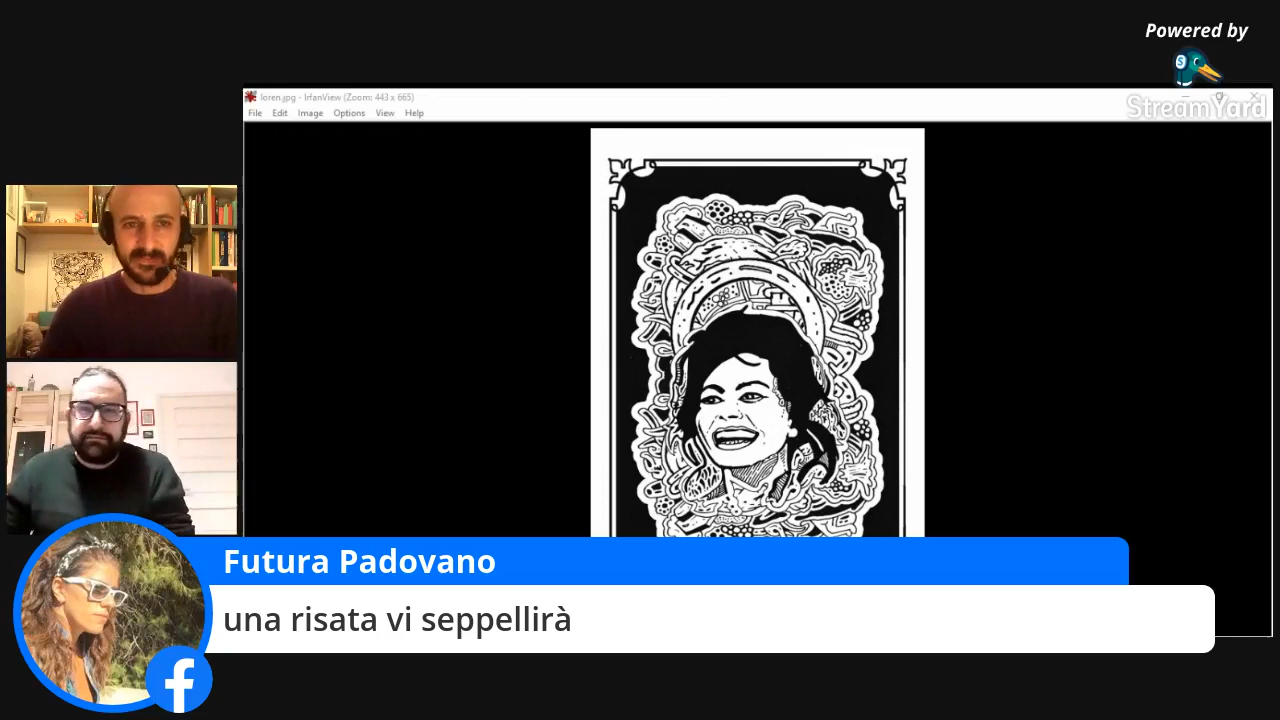 Powered by
StreamYard
loren.jpg - IrfanView (Zoom: 443 x 665)
File Edit Image Options View Help
Futura Padovano
una risata vi seppellirà